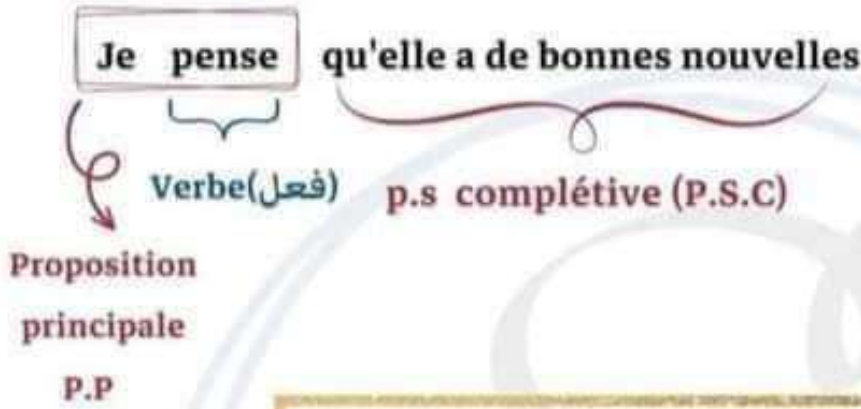 Je pense qu'elle a de bonnes nouvelles
Verbe(فعل)
p.s complétive (P.S.C)
Proposition
principale
P.P